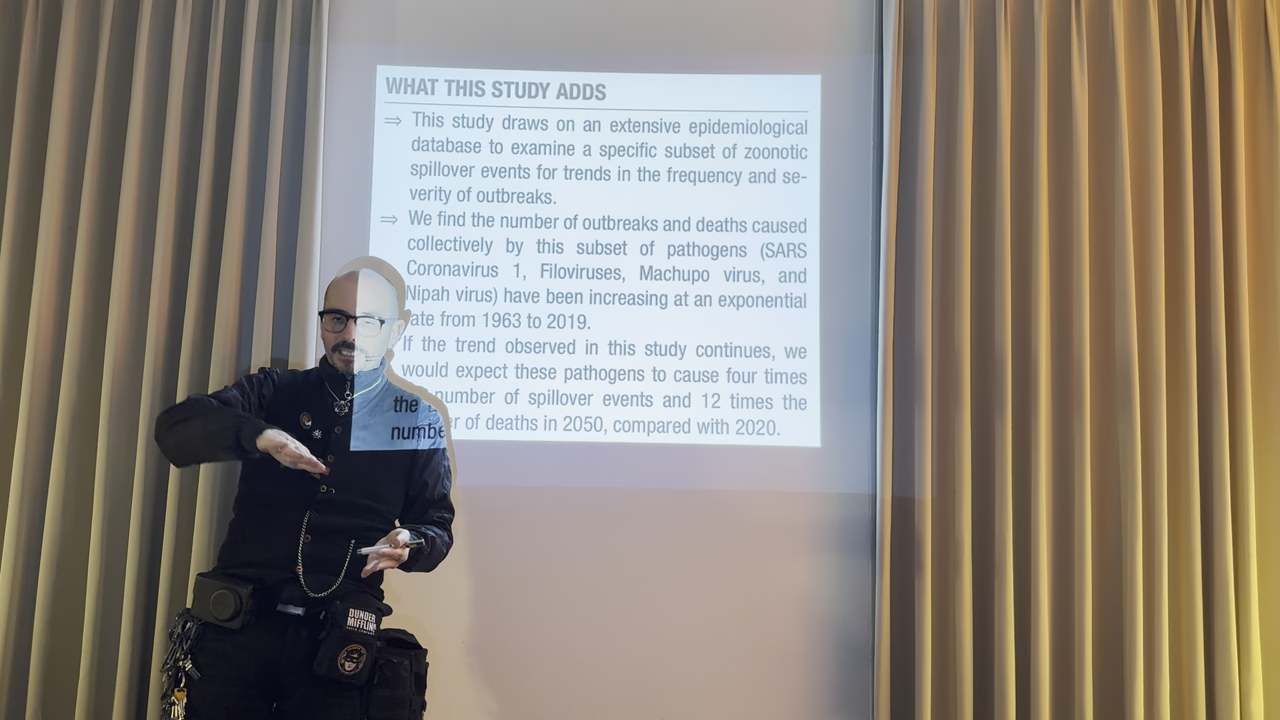 WHAT THIS STUDY ADDS
⇒ This study draws on an extensive epidemiological
database to examine a specific subset of zoonotic
spillover events for trends in the frequency and se-
verity of outbreaks.
⇒ We find the number of outbreaks and deaths caused
collectively by this subset of pathogens (SARS
Coronavirus 1, Filoviruses, Machupo virus, and
Nipah virus) have been increasing at an exponential
ate from 1963 to 2019.
If the trend observed in this study continues, we
would expect these pathogens to cause four times
the number of spillover events and 12 times the
number of deaths in 2050, compared with 2020.
DUNDER
MIFFLIN